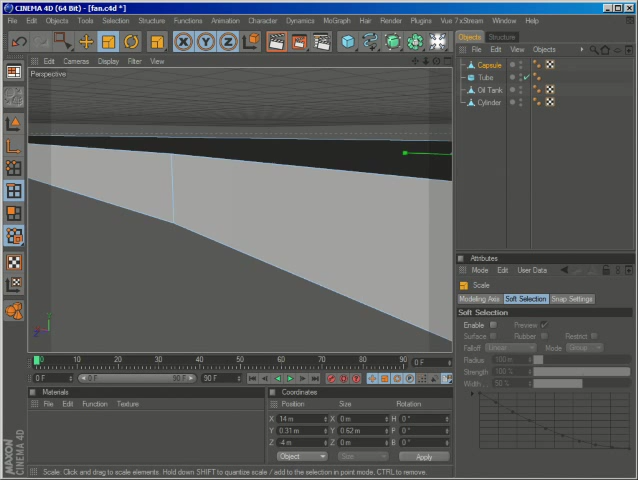 CINEMA 4D (64 Bit) - [fan.c4d *]
File Edit Objects Tools Selection Structure Functions Animation Character Dynamics MoGraph Hair Render Plugins Vue 7xStream Window Help
Objects Structure
File Edit View Objects
Edit Cameras Display Filter View
Perspective
Capsule
Tube
Oil Tank
Cylinder
Attributes
Mode Edit User Data
Scale
Modeling Axis Soft Selection Snap Settings
Soft Selection
Enable Preview
Surface Rubber Restrict
Falloff Linear Mode Group
Radius 100 m
Strength 100 %
Width 50 %
0 10 20 30 40 50 60 70 80 90 0 F
0 F 0 F 90 F 90 F
Materials
File Edit Function Texture
Coordinates
Position Size Rotation
X 14 m X 0 m H 0 °
Y 0.31 m Y 0.62 m P 0 °
Z -4 m Z 0 m B 0 °
Object Size Apply
MAXON CINEMA 4D
Scale: Click and drag to scale elements. Hold down SHIFT to quantize scale / add to the selection in point mode, CTRL to remove.